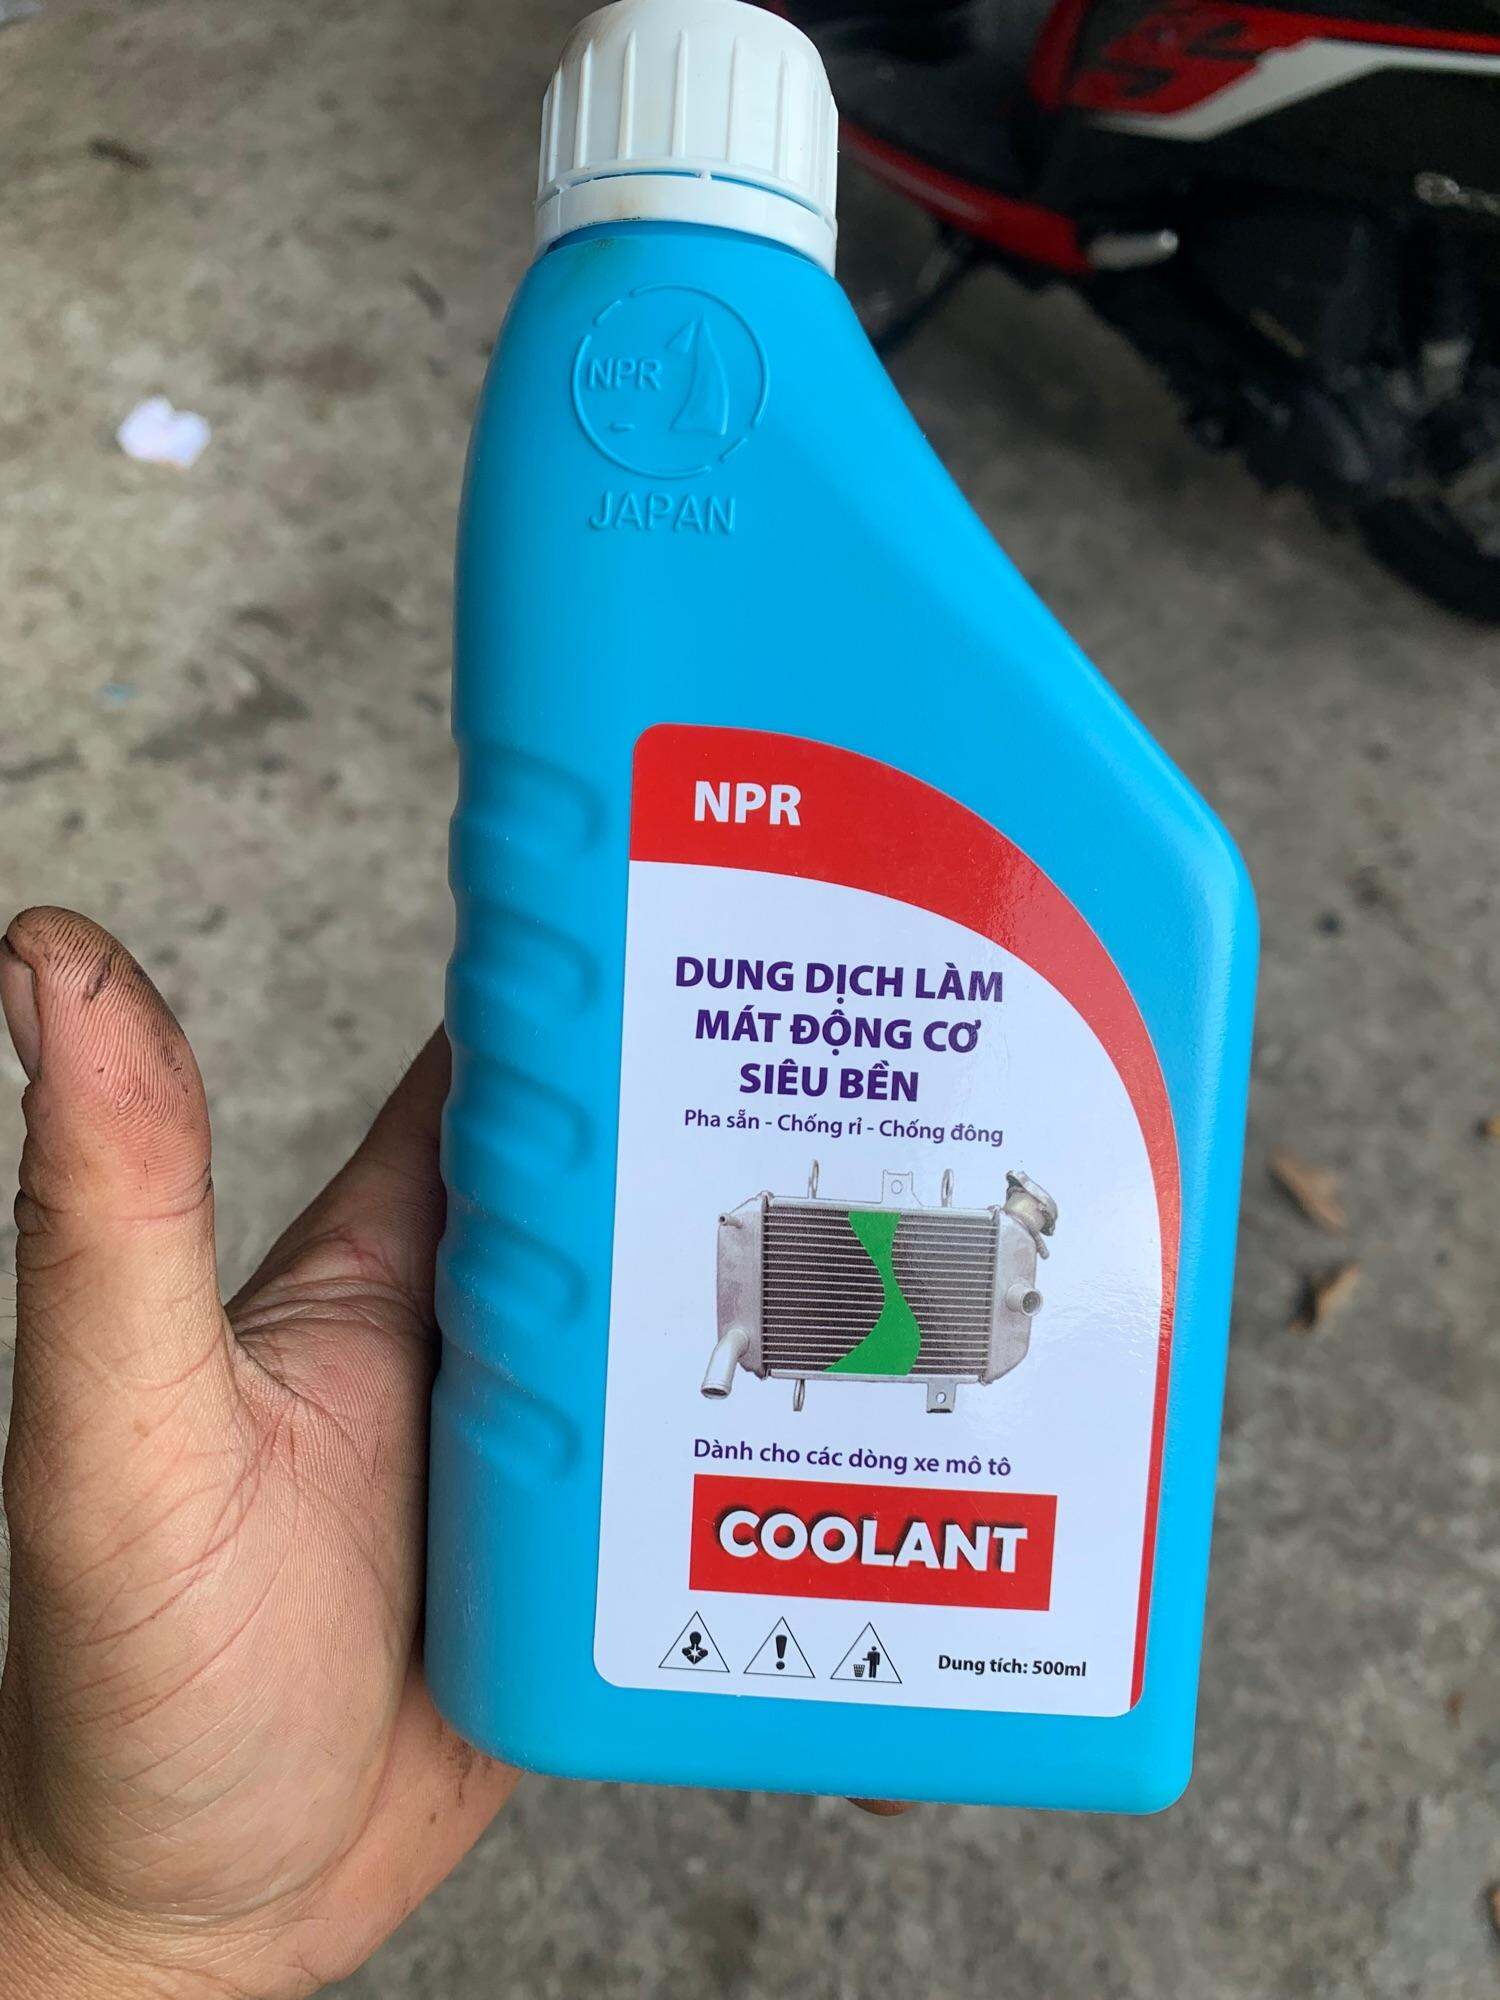 NPR
JAPAN
NPR
DUNG DỊCH LÀM
MÁT ĐỘNG CƠ
SIÊU BỀN
Pha sẵn - Chống rỉ - Chống đông
Dành cho các dòng xe mô tô
COOLANT
Dung tích: 500ml